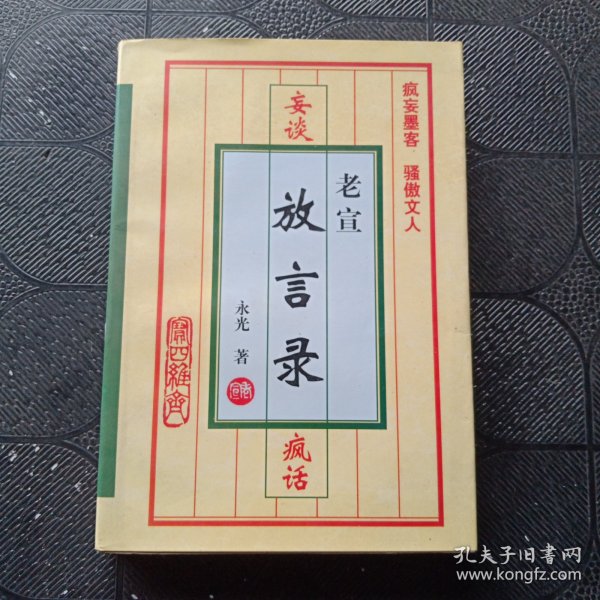 疯妄墨客 骚傲文人
妄谈
老宣
放言录
永光 著
疯话
孔夫子旧书网
www.kongfz.com